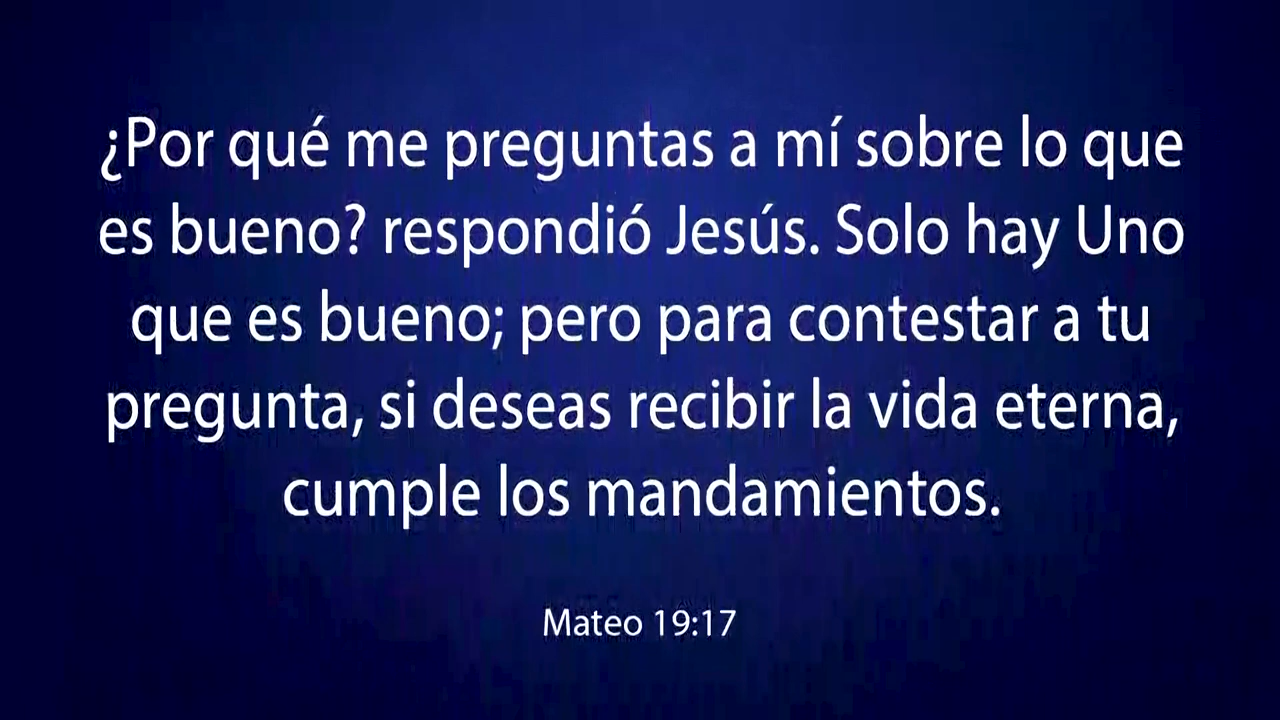 ¿Por qué me preguntas a mí sobre lo que
es bueno? respondió Jesús. Solo hay Uno
que es bueno; pero para contestar a tu
pregunta, si deseas recibir la vida eterna,
cumple los mandamientos.
Mateo 19:17